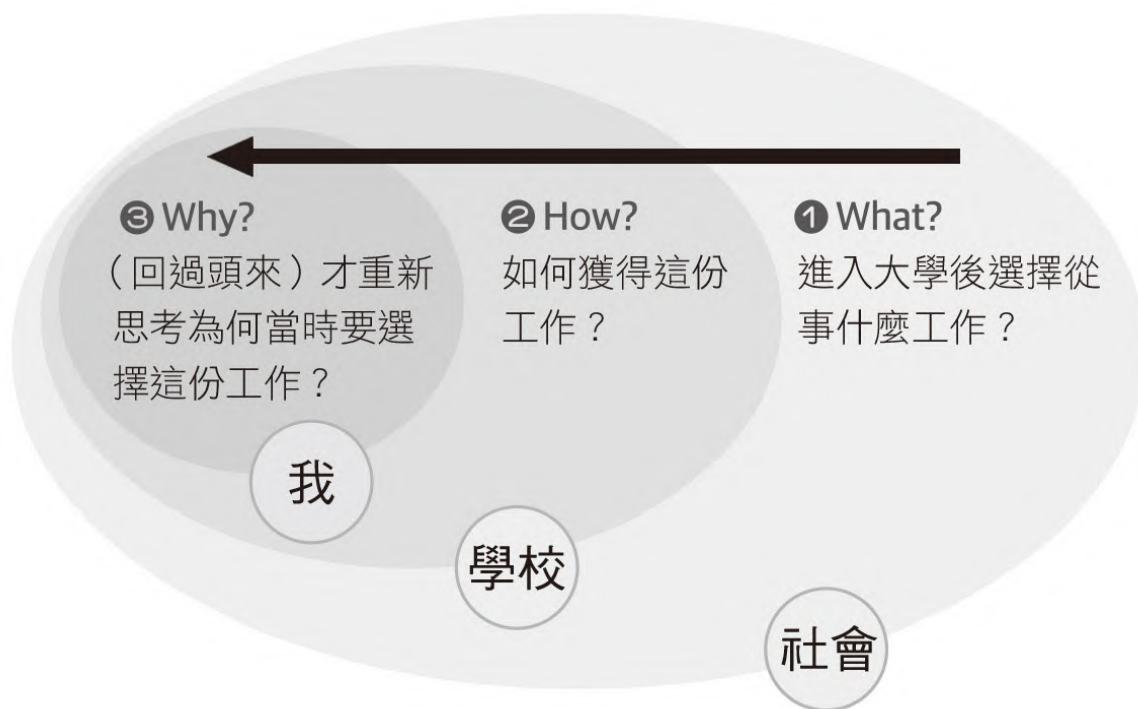 ❸ Why?
（回過頭來）才重新
思考為何當時要選
擇這份工作？
❷ How?
如何獲得這份
工作？
❶ What?
進入大學後選擇從
事什麼工作？
我
學校
社會